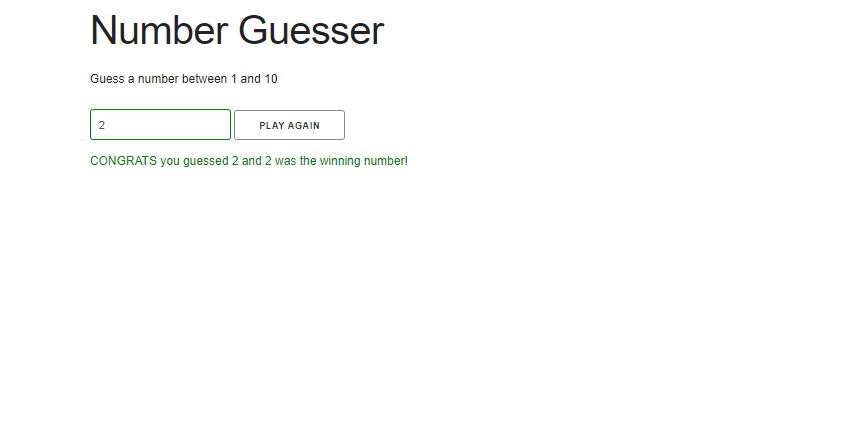 Number Guesser
Guess a number between 1 and 10
2 PLAY AGAIN
CONGRATS you guessed 2 and 2 was the winning number!